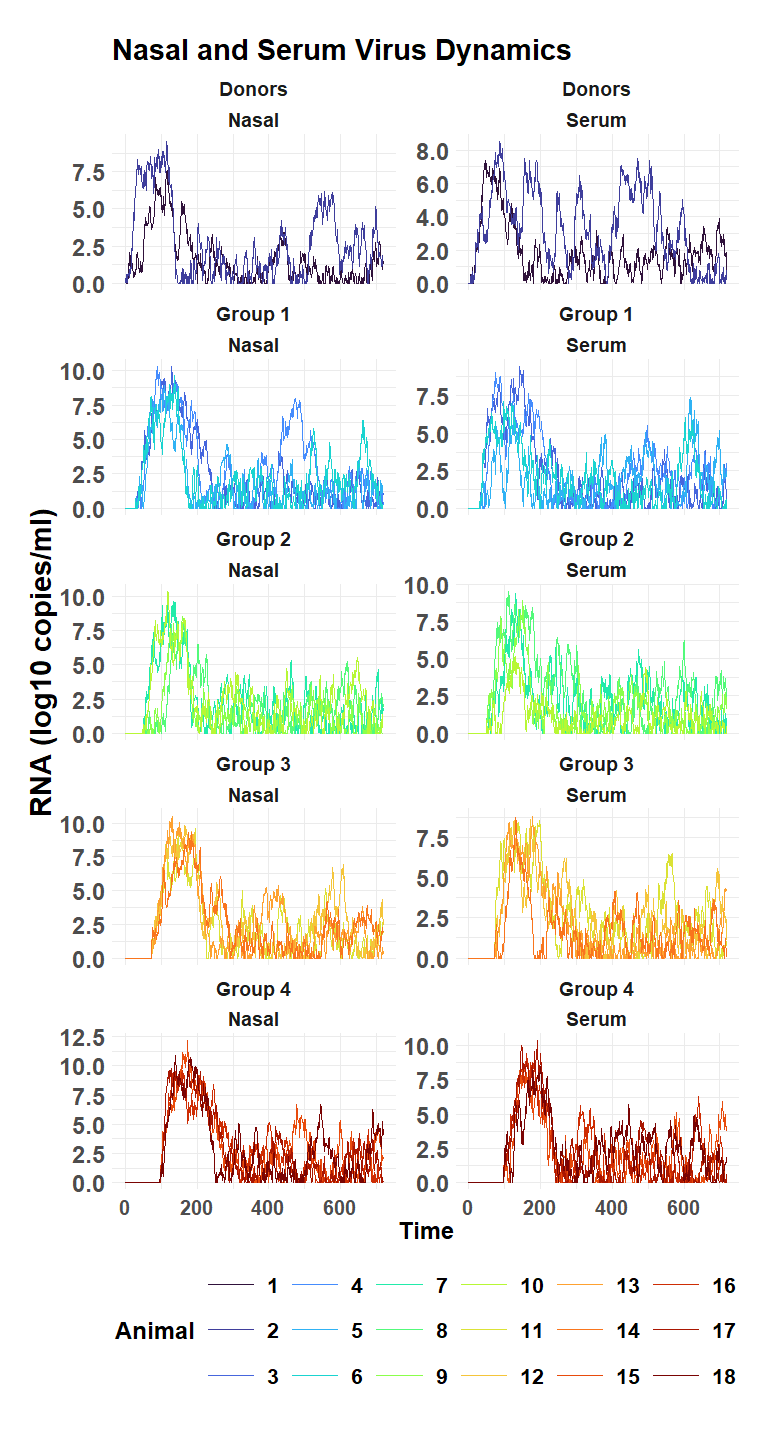 Nasal and Serum Virus Dynamics
Donors Donors
Nasal Serum
7.5
5.0
2.5
0.0
8.0
6.0
4.0
2.0
0.0
Group 1 Group 1
Nasal Serum
10.0
7.5
5.0
2.5
0.0
7.5
5.0
2.5
0.0
Group 2 Group 2
Nasal Serum
10.0
7.5
5.0
2.5
0.0
10.0
7.5
5.0
2.5
0.0
RNA (log10 copies/ml)
Group 3 Group 3
Nasal Serum
10.0
7.5
5.0
2.5
0.0
7.5
5.0
2.5
0.0
Group 4 Group 4
Nasal Serum
12.5
10.0
7.5
5.0
2.5
0.0
10.0
7.5
5.0
2.5
0.0
0 200 400 600 0 200 400 600
Time
Animal
1 4 7 10 13 16
2 5 8 11 14 17
3 6 9 12 15 18